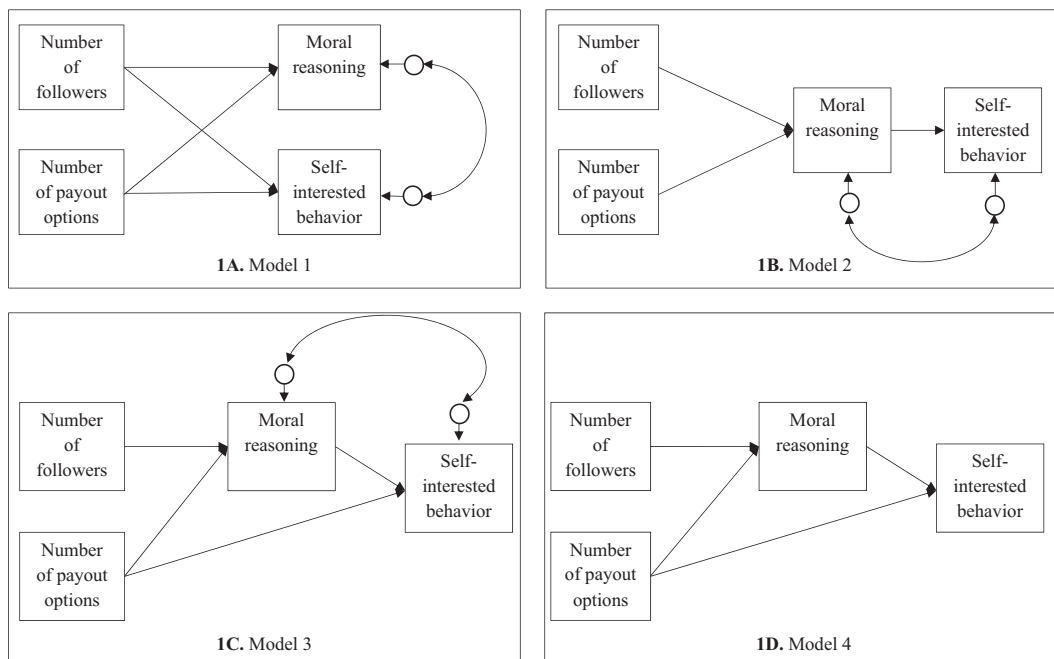 Number
of
followers
Moral
reasoning
Number
of payout
options
Self-
interested
behavior
1A. Model 1
Number
of
followers
Moral
reasoning
Self-
interested
behavior
Number
of payout
options
1B. Model 2
Number
of
followers
Moral
reasoning
Self-
interested
behavior
Number
of payout
options
1C. Model 3
Number
of
followers
Moral
reasoning
Self-
interested
behavior
Number
of payout
options
1D. Model 4